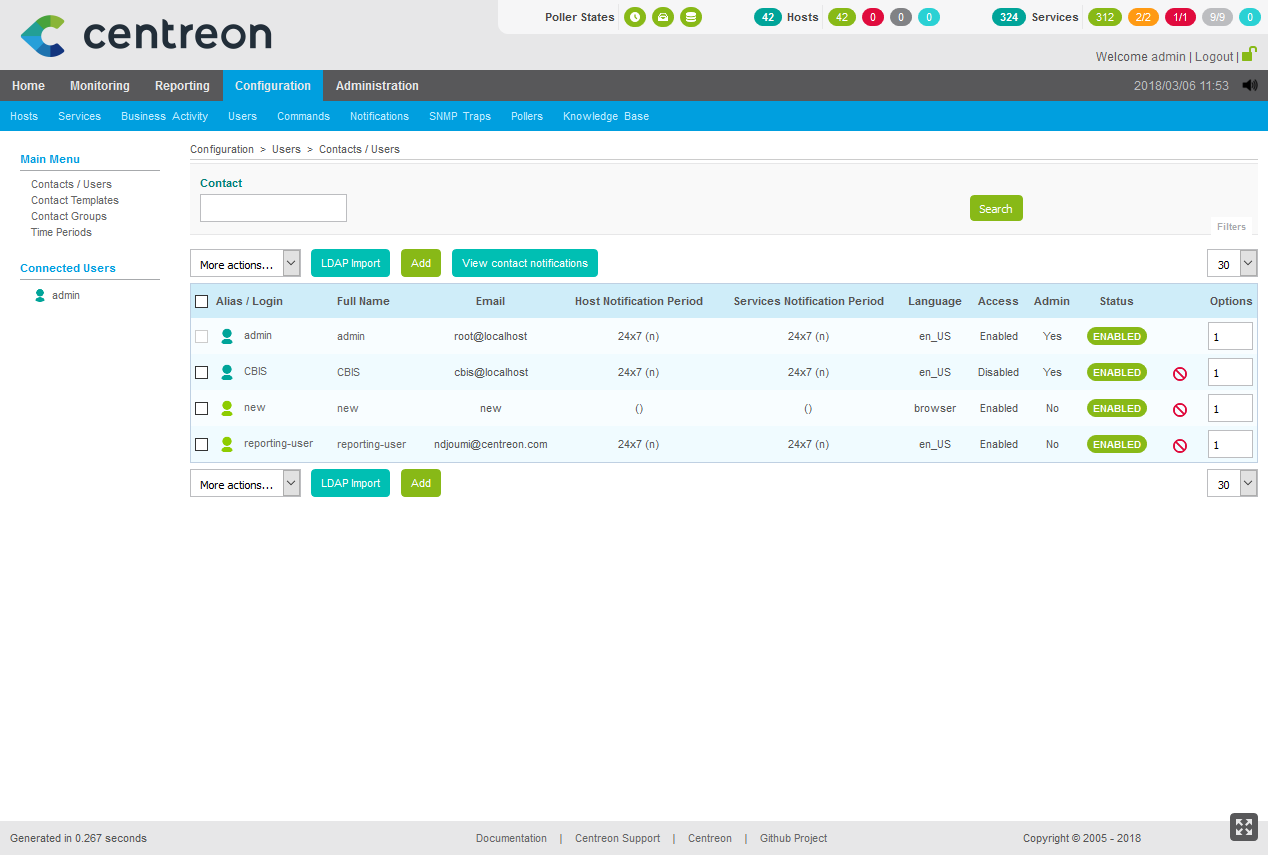 centreon
Poller States 42 Hosts 42 0 0 0 324 Services 312 2/2 1/1 9/9 0
Welcome admin | Logout |
Home Monitoring Reporting Configuration Administration 2018/03/06 11:53
Hosts Services Business Activity Users Commands Notifications SNMP Traps Pollers Knowledge Base
Main Menu
Contacts / Users
Contact Templates
Contact Groups
Time Periods
Connected Users
admin
Configuration > Users > Contacts / Users
Contact
Search
Filters
More actions... LDAP Import Add View contact notifications 30
Alias / Login Full Name Email Host Notification Period Services Notification Period Language Access Admin Status Options
admin admin root@localhost 24x7 (n) 24x7 (n) en_US Enabled Yes ENABLED 1
CBIS CBIS cbis@localhost 24x7 (n) 24x7 (n) en_US Disabled Yes ENABLED 1
new new new () () browser Enabled No ENABLED 1
reporting-user reporting-user ndjoumi@centreon.com 24x7 (n) 24x7 (n) en_US Enabled No ENABLED 1
More actions... LDAP Import Add 30
Generated in 0.267 seconds Documentation | Centreon Support | Centreon | Github Project Copyright © 2005 - 2018